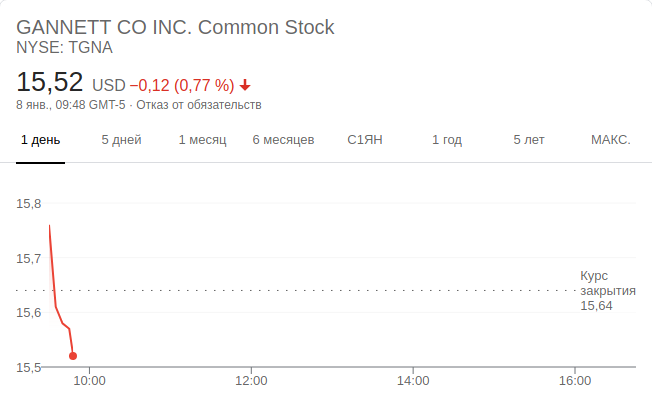 GANNETT CO INC. Common Stock
NYSE: TGNA
15,52 USD −0,12 (0,77 %)
8 янв., 09:48 GMT-5 · Отказ от обязательств
1 день 5 дней 1 месяц 6 месяцев С1ЯН 1 год 5 лет МАКС.
15,8
15,7
Курс
закрытия
15,64
15,6
15,5
10:00 12:00 14:00 16:00